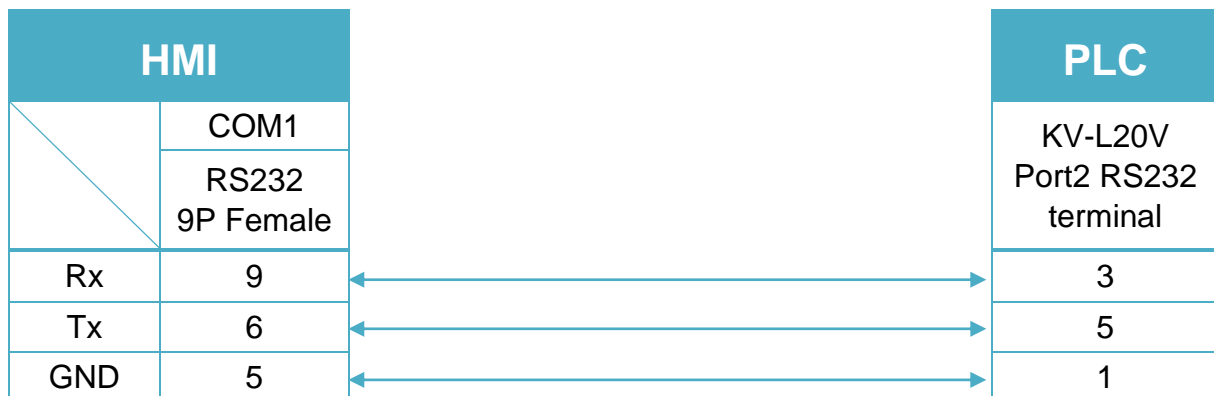 HMI
PLC
COM1
RS232
9P Female
KV-L20V
Port2 RS232
terminal
Rx 9 3
Tx 6 5
GND 5 1